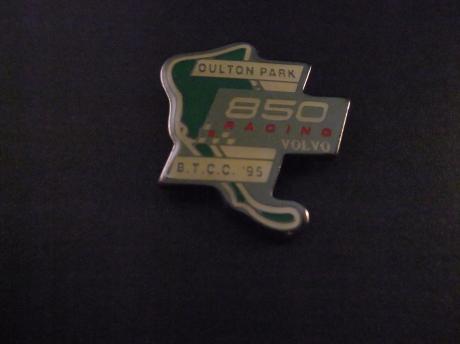 OULTON PARK
850
RACING
VOLVO
B.T.C.C. '95